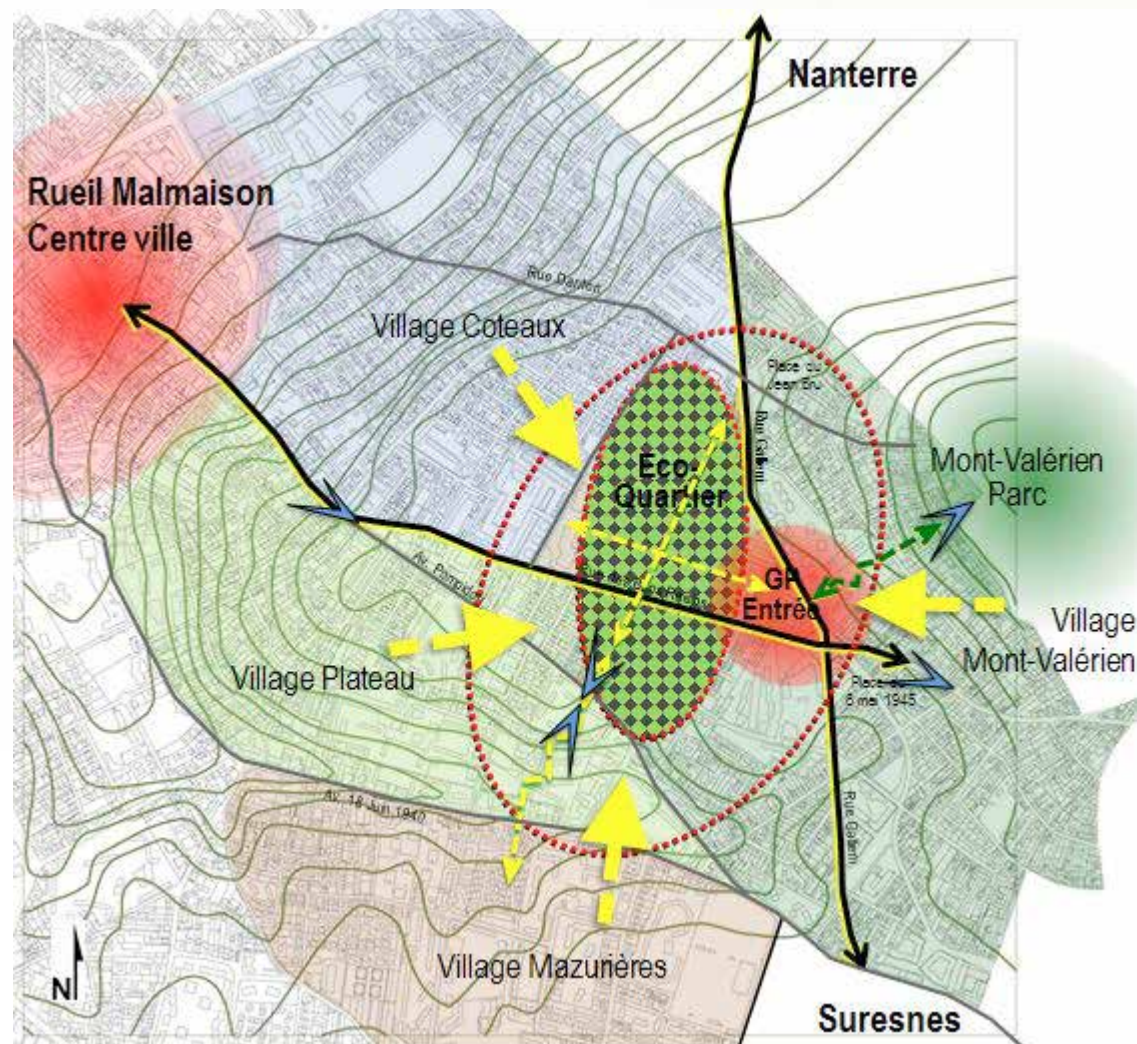 Nanterre
Rueil Malmaison
Centre ville
Rue Danton
Village Coteaux
Place du
Jean Bru
Rue Gallieni
Eco-
Quartier
Mont-Valérien
Parc
Av.
GP
Entrée
Village
Mont-Valérien
Village Plateau
Place du
8 mai 1945
Av. 18 Juin 1940
Rue Gallieni
Village Mazurières
N
Suresnes